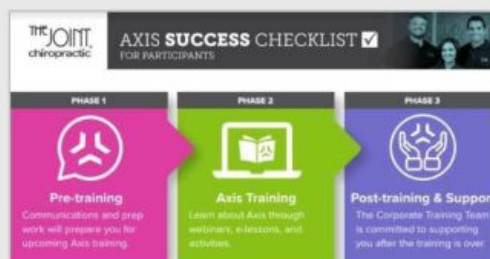 THE JOINT
chiropractic
AXIS SUCCESS CHECKLIST
FOR PARTICIPANTS
PHASE 1
PHASE 2
PHASE 3
Pre-training
Communications and prep
work will prepare you for
upcoming Axis training.
Axis Training
Learn about Axis through
webinars, e-lessons, and
activities.
Post-training & Support
The Corporate Training Team
is committed to supporting
you after the training is over.